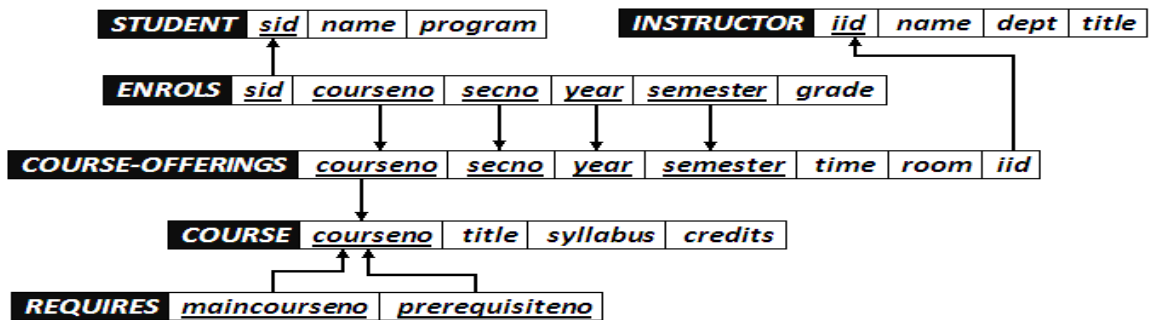 STUDENT sid name program INSTRUCTOR iid name dept title
ENROLS sid courseno secno year semester grade
COURSE-OFFERINGS courseno secno year semester time room iid
COURSE courseno title syllabus credits
REQUIRES maincourseno prerequisiteno